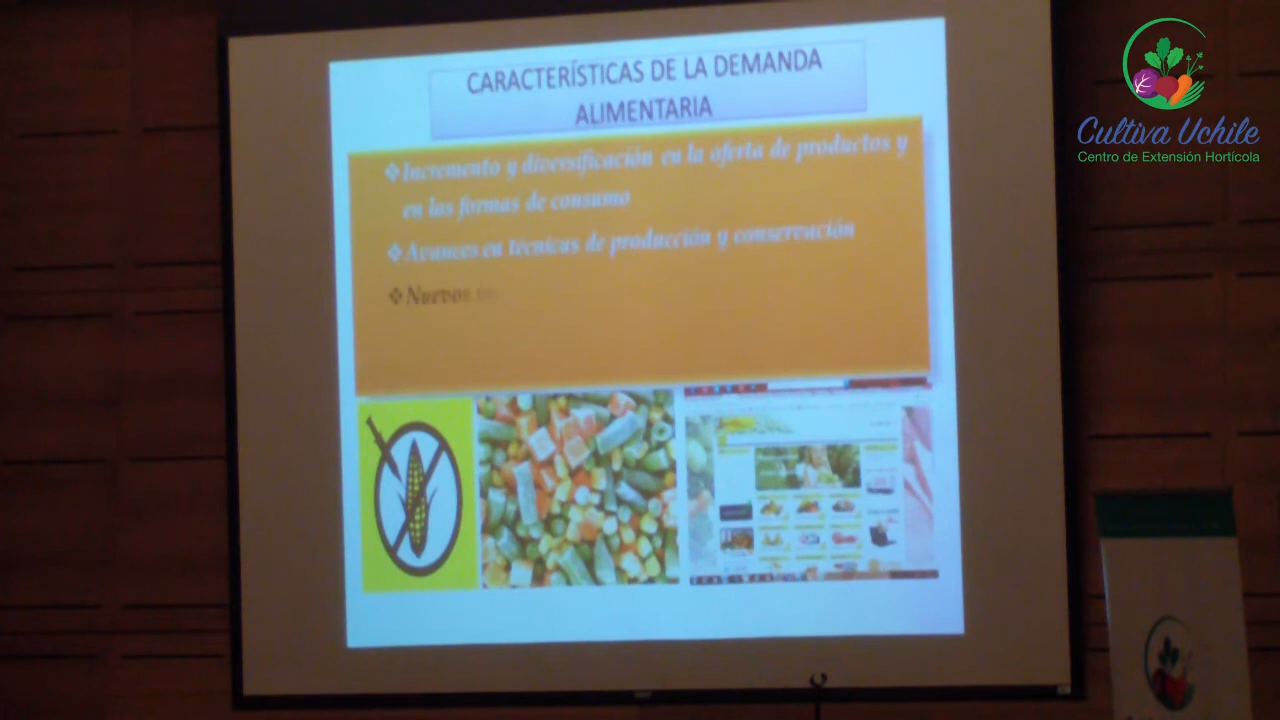 CARACTERÍSTICAS DE LA DEMANDA
ALIMENTARIA
❖Incremento y diversificación en la oferta de productos y
en las formas de consumo
❖Avances en técnicas de producción y conservación
❖Nuevos
Cultiva Uchile
Centro de Extensión Hortícola